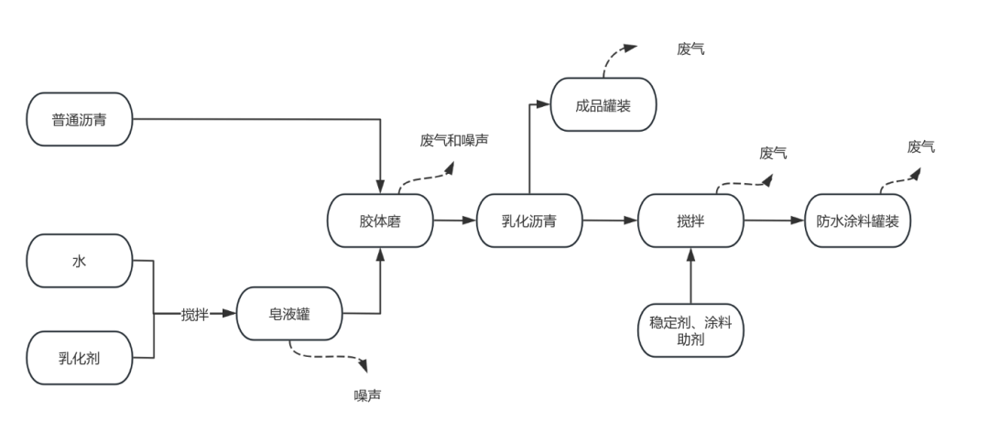 废气
成品罐装
普通沥青
废气和噪声
废气
废气
胶体磨
乳化沥青
搅拌
防水涂料罐装
水
搅拌
皂液罐
稳定剂、涂料
助剂
乳化剂
噪声